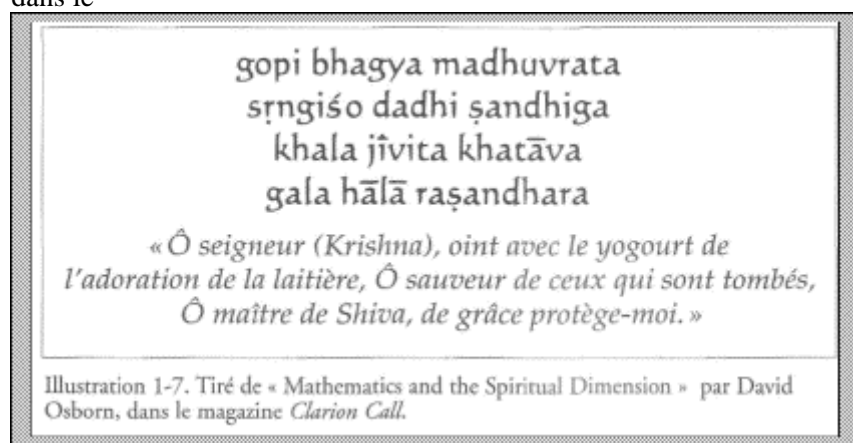 dans le
gopi bhagya madhuvrata
sṛngiśo dadhi ṣandhiga
khala jīvita khatāva
gala hālā raṣandhara
« Ô seigneur (Krishna), oint avec le yogourt de
l'adoration de la laitière, Ô sauveur de ceux qui sont tombés,
Ô maître de Shiva, de grâce protège-moi. »
Illustration 1-7. Tiré de « Mathematics and the Spiritual Dimension » par David
Osborn, dans le magazine Clarion Call.